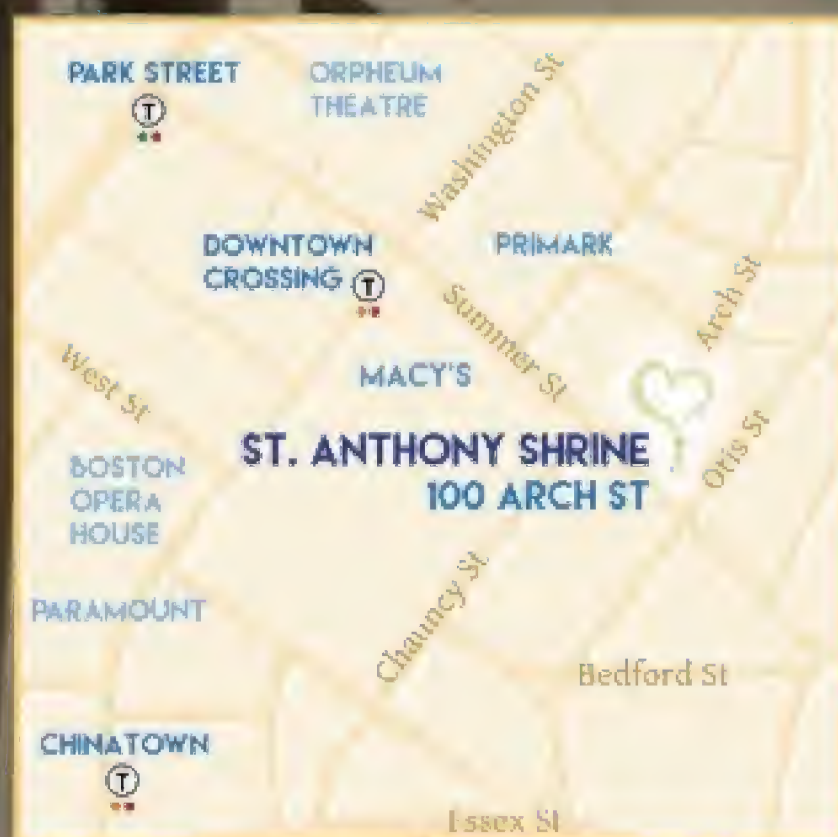 PARK STREET
T
ORPHEUM
THEATRE
Washington St
DOWNTOWN
CROSSING T
PRIMARK
Summer St
Arch St
West St
MACY'S
ST. ANTHONY SHRINE
100 ARCH ST
Otis St
BOSTON
OPERA
HOUSE
PARAMOUNT
Chauncy St
Bedford St
CHINATOWN
T
Essex St